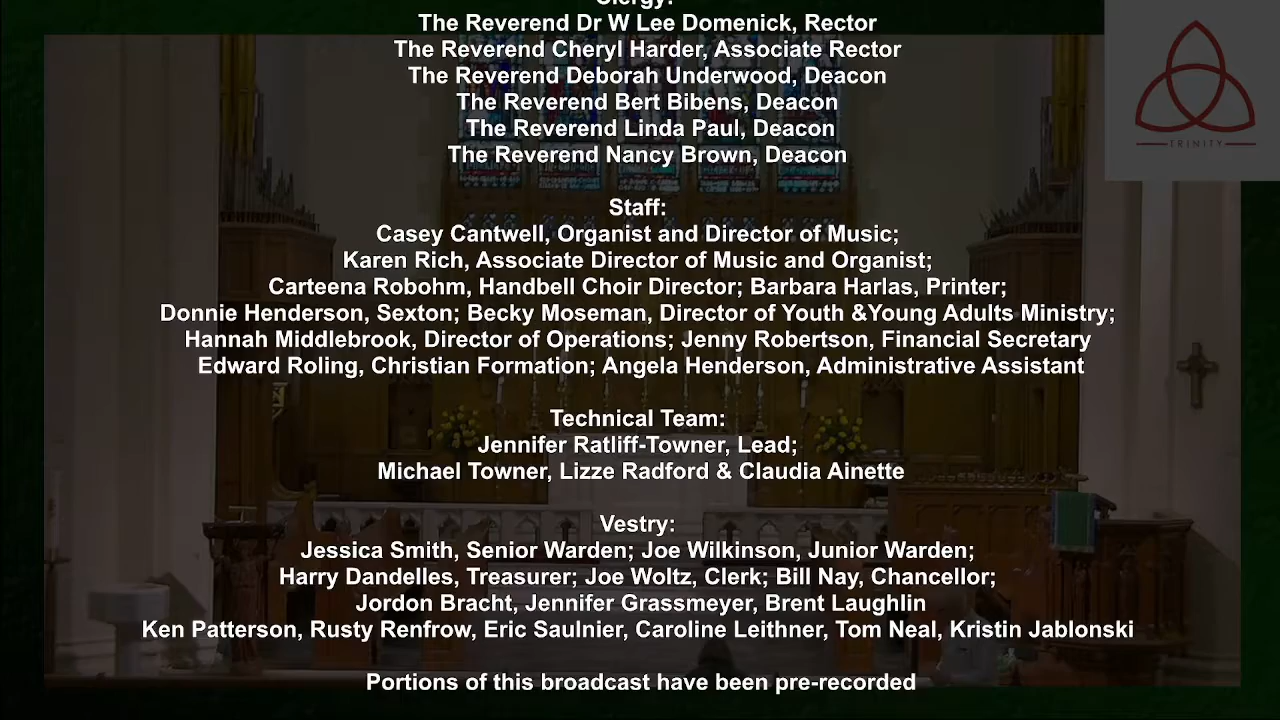 Clergy:
The Reverend Dr W Lee Domenick, Rector
The Reverend Cheryl Harder, Associate Rector
The Reverend Deborah Underwood, Deacon
The Reverend Bert Bibens, Deacon
The Reverend Linda Paul, Deacon
The Reverend Nancy Brown, Deacon
TRINITY
Staff:
Casey Cantwell, Organist and Director of Music;
Karen Rich, Associate Director of Music and Organist;
Carteena Robohm, Handbell Choir Director; Barbara Harlas, Printer;
Donnie Henderson, Sexton; Becky Moseman, Director of Youth &Young Adults Ministry;
Hannah Middlebrook, Director of Operations; Jenny Robertson, Financial Secretary
Edward Roling, Christian Formation; Angela Henderson, Administrative Assistant
Technical Team:
Jennifer Ratliff-Towner, Lead;
Michael Towner, Lizze Radford & Claudia Ainette
Vestry:
Jessica Smith, Senior Warden; Joe Wilkinson, Junior Warden;
Harry Dandelles, Treasurer; Joe Woltz, Clerk; Bill Nay, Chancellor;
Jordon Bracht, Jennifer Grassmeyer, Brent Laughlin
Ken Patterson, Rusty Renfrow, Eric Saulnier, Caroline Leithner, Tom Neal, Kristin Jablonski
Portions of this broadcast have been pre-recorded